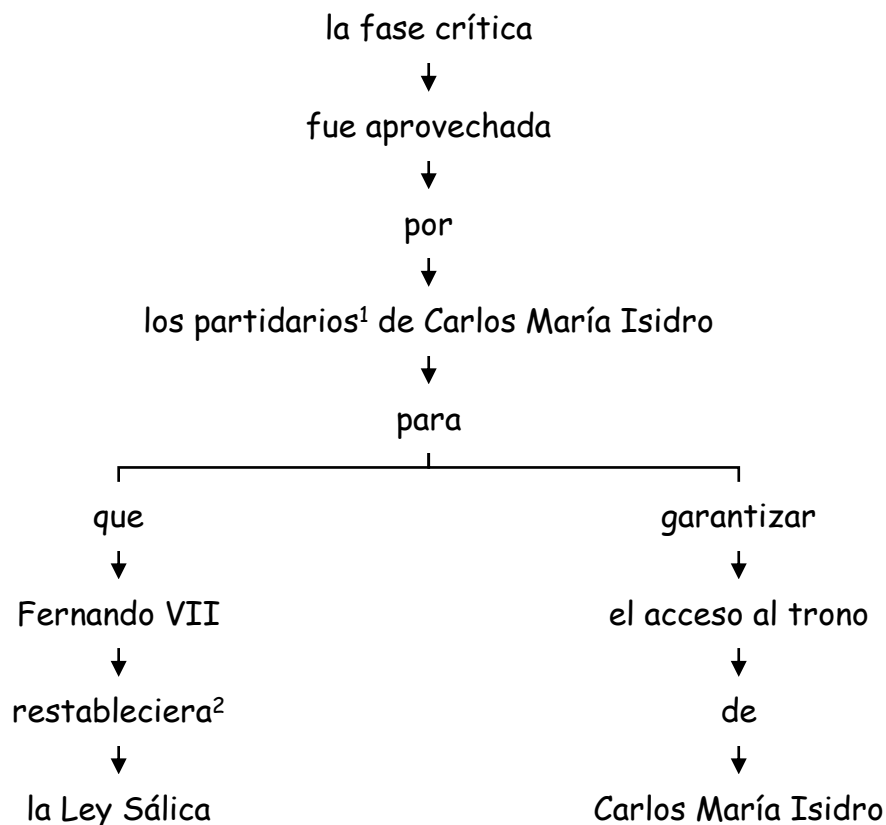 la fase crítica
fue aprovechada
por
los partidarios¹ de Carlos María Isidro
para
que
Fernando VII
restableciera²
la Ley Sálica
garantizar
el acceso al trono
de
Carlos María Isidro